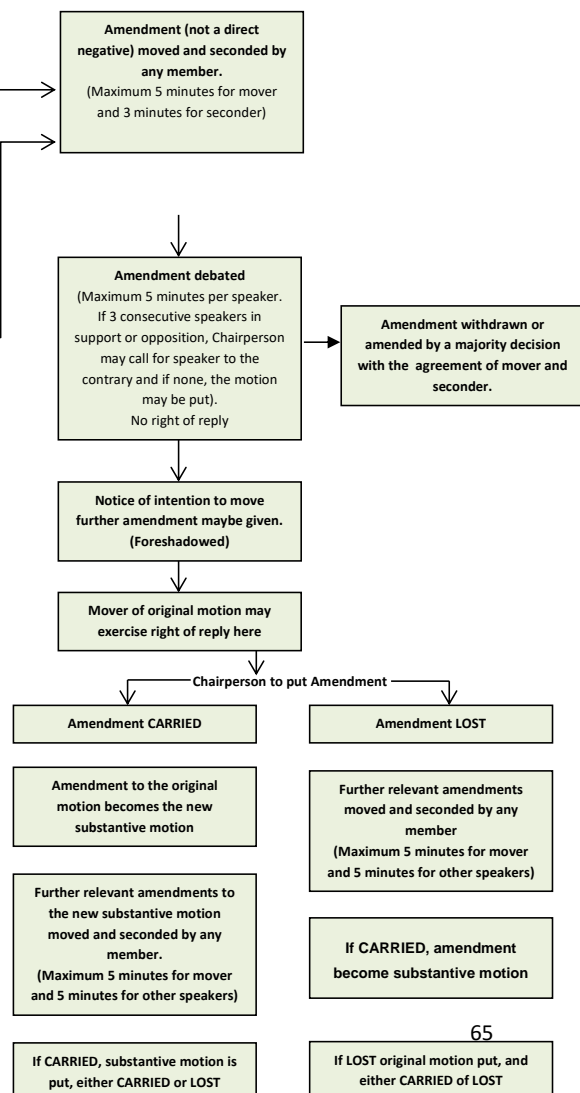 Amendment (not a direct
negative) moved and seconded by
any member.
(Maximum 5 minutes for mover
and 3 minutes for seconder)
Amendment debated
(Maximum 5 minutes per speaker.
If 3 consecutive speakers in
support or opposition, Chairperson
may call for speaker to the
contrary and if none, the motion
may be put).
No right of reply
Amendment withdrawn or
amended by a majority decision
with the agreement of mover and
seconder.
Notice of intention to move
further amendment maybe given.
(Foreshadowed)
Mover of original motion may
exercise right of reply here
Chairperson to put Amendment
Amendment CARRIED
Amendment to the original
motion becomes the new
substantive motion
Further relevant amendments to
the new substantive motion
moved and seconded by any
member.
(Maximum 5 minutes for mover
and 5 minutes for other speakers)
If CARRIED, substantive motion is
put, either CARRIED or LOST
Amendment LOST
Further relevant amendments
moved and seconded by any
member
(Maximum 5 minutes for mover
and 5 minutes for other speakers)
If CARRIED, amendment
become substantive motion
If LOST original motion put, and
either CARRIED of LOST
65